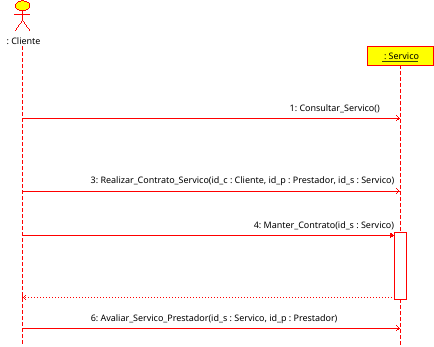 : Cliente
: Servico
1: Consultar_Servico()
3: Realizar_Contrato_Servico(id_c : Cliente, id_p : Prestador, id_s : Servico)
4: Manter_Contrato(id_s : Servico)
6: Avaliar_Servico_Prestador(id_s : Servico, id_p : Prestador)